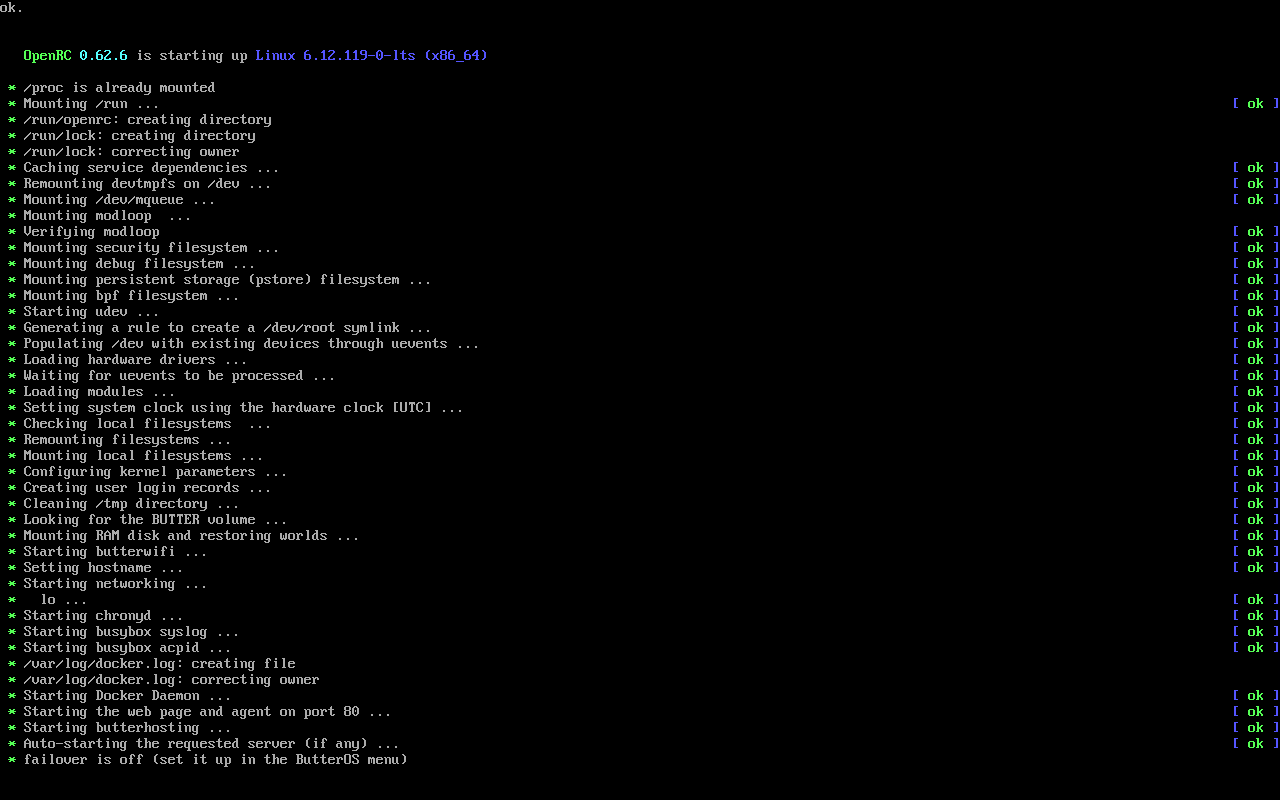 ok.
OpenRC 0.62.6 is starting up Linux 6.12.119-0-lts (x86_64)
* /proc is already mounted
* Mounting /run ... [ ok ]
* /run/openrc: creating directory
* /run/lock: creating directory
* /run/lock: correcting owner
* Caching service dependencies ... [ ok ]
* Remounting devtmpfs on /dev ... [ ok ]
* Mounting /dev/mqueue ... [ ok ]
* Mounting modloop  ...
* Verifying modloop [ ok ]
* Mounting security filesystem ... [ ok ]
* Mounting debug filesystem ... [ ok ]
* Mounting persistent storage (pstore) filesystem ... [ ok ]
* Mounting bpf filesystem ... [ ok ]
* Starting udev ... [ ok ]
* Generating a rule to create a /dev/root symlink ... [ ok ]
* Populating /dev with existing devices through uevents ... [ ok ]
* Loading hardware drivers ... [ ok ]
* Waiting for uevents to be processed ... [ ok ]
* Loading modules ... [ ok ]
* Setting system clock using the hardware clock [UTC] ... [ ok ]
* Checking local filesystems  ... [ ok ]
* Remounting filesystems ... [ ok ]
* Mounting local filesystems ... [ ok ]
* Configuring kernel parameters ... [ ok ]
* Creating user login records ... [ ok ]
* Cleaning /tmp directory ... [ ok ]
* Looking for the BUTTER volume ... [ ok ]
* Mounting RAM disk and restoring worlds ... [ ok ]
* Starting butterwifi ... [ ok ]
* Setting hostname ... [ ok ]
* Starting networking ...
*   lo ... [ ok ]
* Starting chronyd ... [ ok ]
* Starting busybox syslog ... [ ok ]
* Starting busybox acpid ... [ ok ]
* /var/log/docker.log: creating file
* /var/log/docker.log: correcting owner
* Starting Docker Daemon ... [ ok ]
* Starting the web page and agent on port 80 ... [ ok ]
* Starting butterhosting ... [ ok ]
* Auto-starting the requested server (if any) ... [ ok ]
* failover is off (set it up in the ButterOS menu)